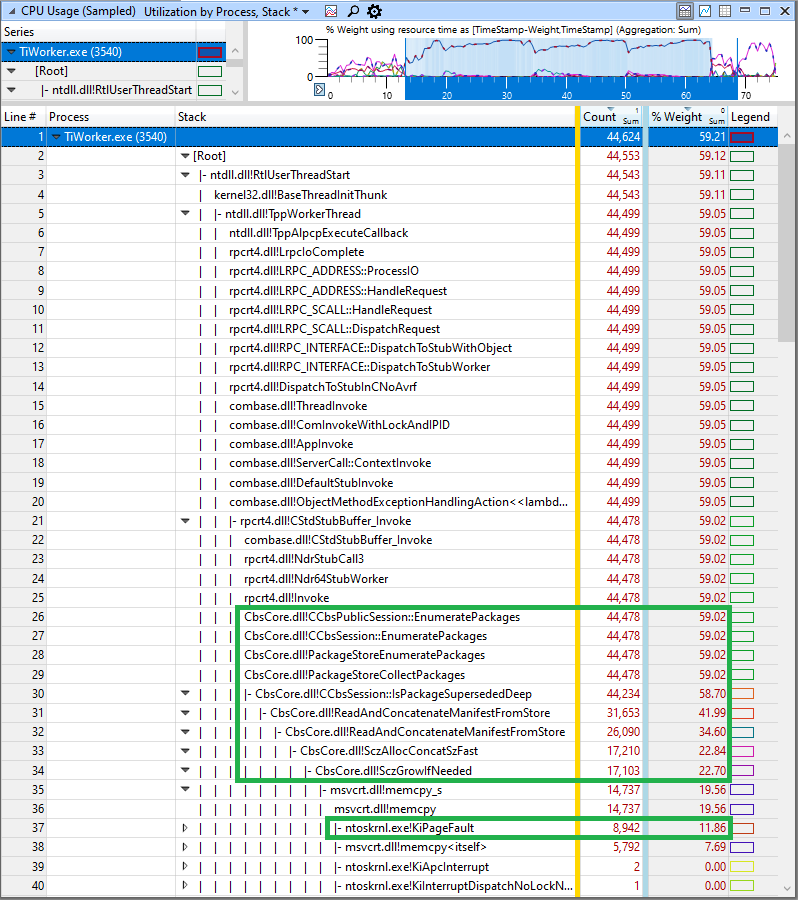 CPU Usage (Sampled) Utilization by Process, Stack *
Series
TiWorker.exe (3540)
[Root]
|- ntdll.dll!RtlUserThreadStart
% Weight using resource time as [TimeStamp-Weight,TimeStamp] (Aggregation: Sum)
100
0
0 10 20 30 40 50 60 70
Line # Process Stack Count 1 Sum % Weight 0 Sum Legend
1 TiWorker.exe (3540) 44,624 59.21
2 [Root] 44,553 59.12
3 |- ntdll.dll!RtlUserThreadStart 44,543 59.11
4 | kernel32.dll!BaseThreadInitThunk 44,543 59.11
5 | |- ntdll.dll!TppWorkerThread 44,499 59.05
6 | | ntdll.dll!TppAlpcpExecuteCallback 44,499 59.05
7 | | rpcrt4.dll!LrpcIoComplete 44,499 59.05
8 | | rpcrt4.dll!LRPC_ADDRESS::ProcessIO 44,499 59.05
9 | | rpcrt4.dll!LRPC_ADDRESS::HandleRequest 44,499 59.05
10 | | rpcrt4.dll!LRPC_SCALL::HandleRequest 44,499 59.05
11 | | rpcrt4.dll!LRPC_SCALL::DispatchRequest 44,499 59.05
12 | | rpcrt4.dll!RPC_INTERFACE::DispatchToStubWithObject 44,499 59.05
13 | | rpcrt4.dll!RPC_INTERFACE::DispatchToStubWorker 44,499 59.05
14 | | rpcrt4.dll!DispatchToStubInCNoAvrf 44,499 59.05
15 | | combase.dll!ThreadInvoke 44,499 59.05
16 | | combase.dll!ComInvokeWithLockAndIPID 44,499 59.05
17 | | combase.dll!AppInvoke 44,499 59.05
18 | | combase.dll!ServerCall::ContextInvoke 44,499 59.05
19 | | combase.dll!DefaultStubInvoke 44,499 59.05
20 | | combase.dll!ObjectMethodExceptionHandlingAction<<lambd... 44,499 59.05
21 | | |- rpcrt4.dll!CStdStubBuffer_Invoke 44,478 59.02
22 | | | combase.dll!CStdStubBuffer_Invoke 44,478 59.02
23 | | | rpcrt4.dll!NdrStubCall3 44,478 59.02
24 | | | rpcrt4.dll!Ndr64StubWorker 44,478 59.02
25 | | | rpcrt4.dll!Invoke 44,478 59.02
26 | | | CbsCore.dll!CCbsPublicSession::EnumeratePackages 44,478 59.02
27 | | | CbsCore.dll!CCbsSession::EnumeratePackages 44,478 59.02
28 | | | CbsCore.dll!PackageStoreEnumeratePackages 44,478 59.02
29 | | | CbsCore.dll!PackageStoreCollectPackages 44,478 59.02
30 | | | |- CbsCore.dll!CCbsSession::IsPackageSupersededDeep 44,234 58.70
31 | | | | |- CbsCore.dll!ReadAndConcatenateManifestFromStore 31,653 41.99
32 | | | | | |- CbsCore.dll!ReadAndConcatenateManifestFromStore 26,090 34.60
33 | | | | | | |- CbsCore.dll!SczAllocConcatSzFast 17,210 22.84
34 | | | | | | | |- CbsCore.dll!SczGrowIfNeeded 17,103 22.70
35 | | | | | | | | |- msvcrt.dll!memcpy_s 14,737 19.56
36 | | | | | | | | | msvcrt.dll!memcpy 14,737 19.56
37 | | | | | | | | | |- ntoskrnl.exe!KiPageFault 8,942 11.86
38 | | | | | | | | | |- msvcrt.dll!memcpy<itself> 5,792 7.69
39 | | | | | | | | | |- ntoskrnl.exe!KiApcInterrupt 2 0.00
40 | | | | | | | | | |- ntoskrnl.exe!KiInterruptDispatchNoLockN... 1 0.00